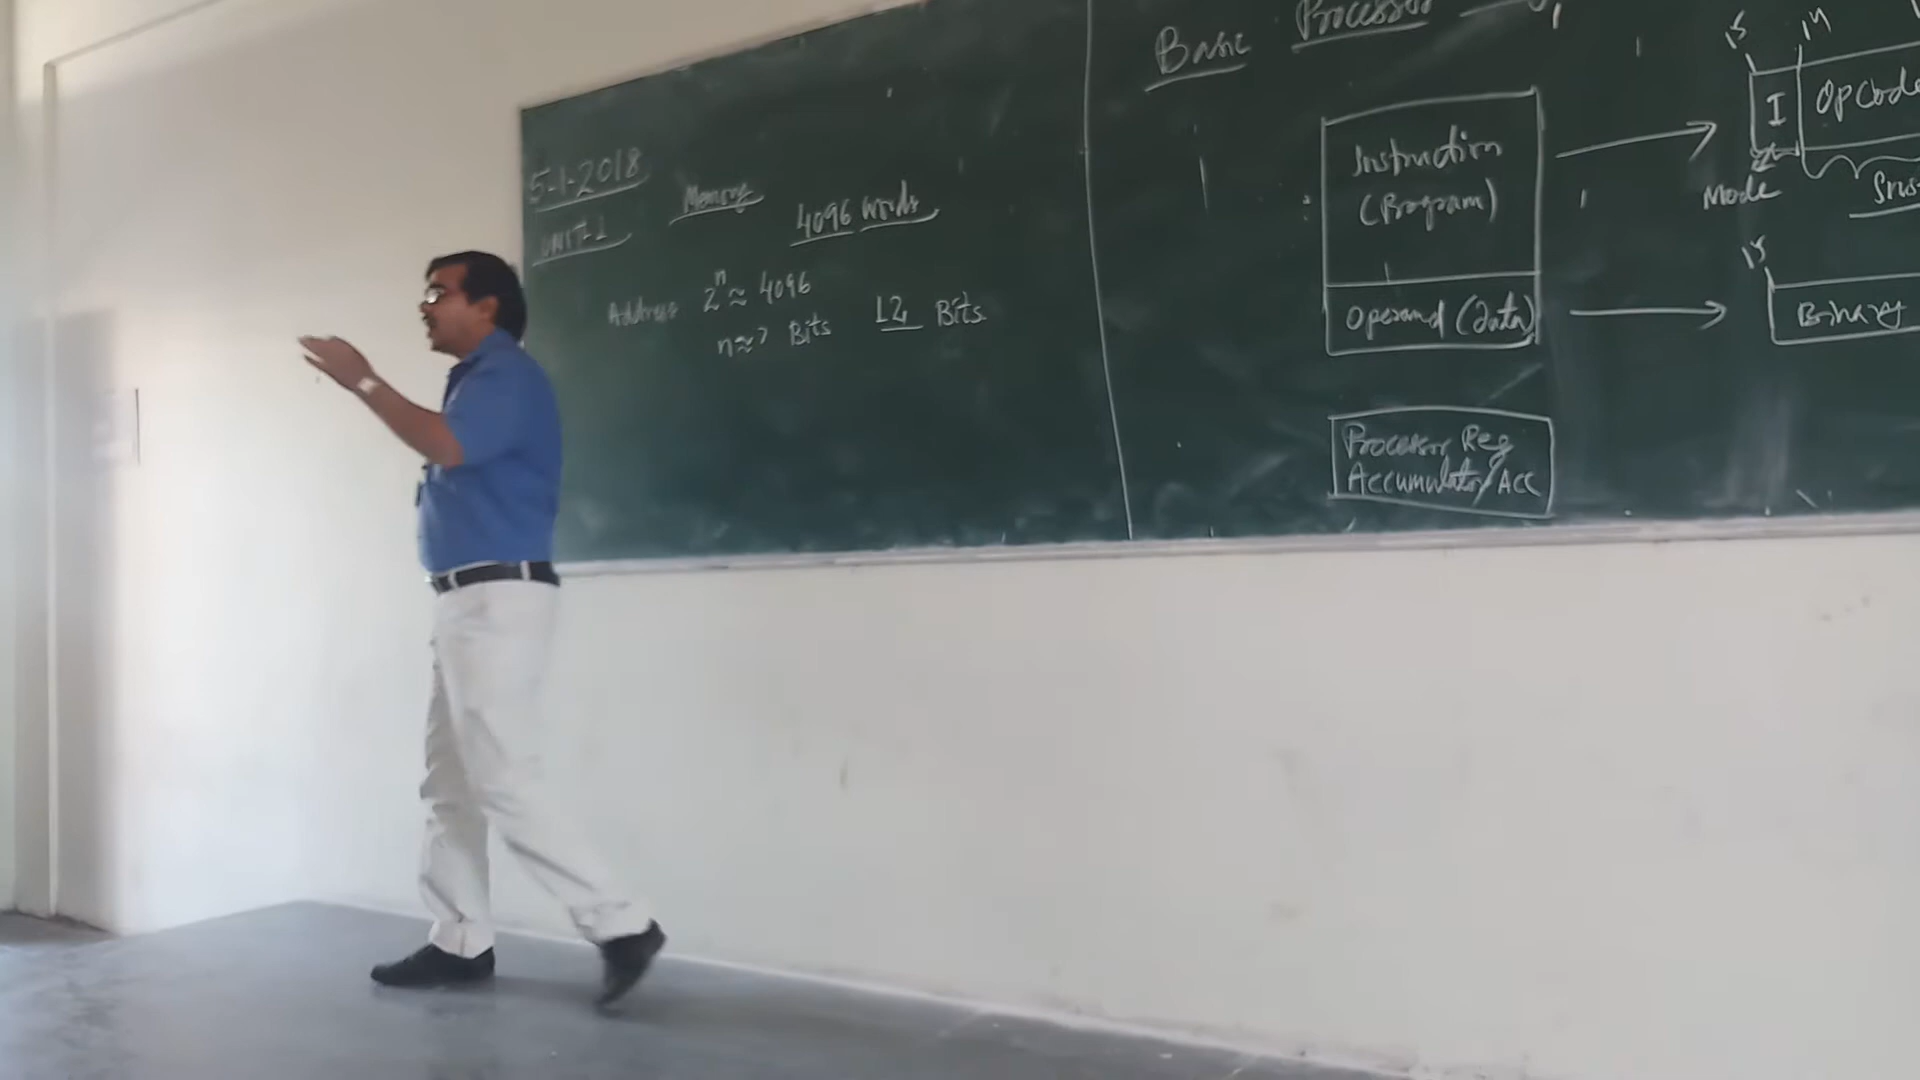 5-1-2018
UNIT-1
Memory
4096 words
Address 2^n ≈ 4096
n ≈ ? Bits 12 Bits
Basic Processor
Instruction
(Program)
Operand (data)
Processor Reg
Accumulator/ACC
15 14
I OpCode
Mode
15
Binary